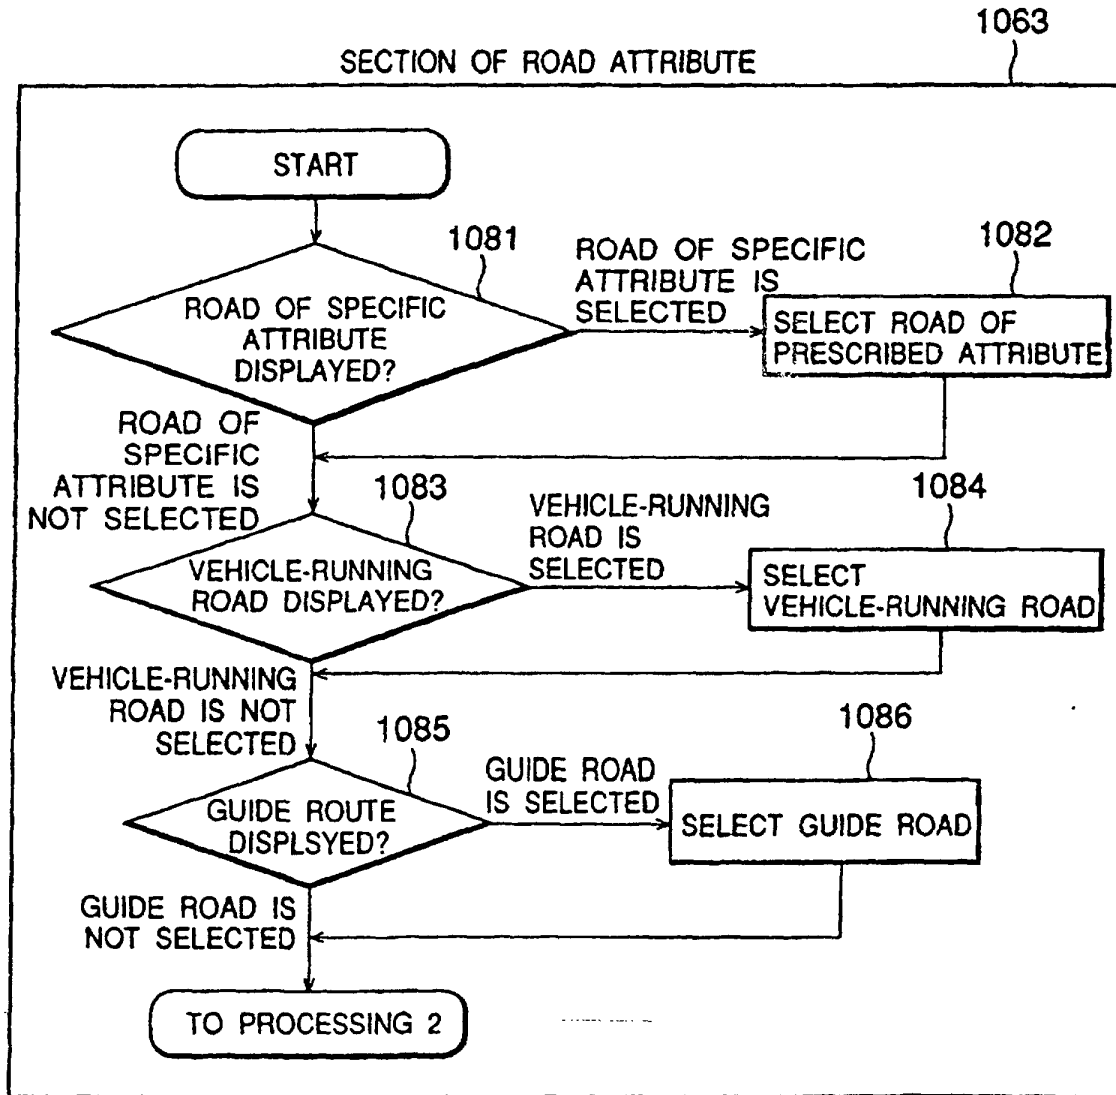 1063
SECTION OF ROAD ATTRIBUTE
START
1081
ROAD OF SPECIFIC
ATTRIBUTE
DISPLAYED?
ROAD OF SPECIFIC
ATTRIBUTE IS
SELECTED
1082
SELECT ROAD OF
PRESCRIBED ATTRIBUTE
ROAD OF
SPECIFIC
ATTRIBUTE IS
NOT SELECTED
1083
VEHICLE-RUNNING
ROAD DISPLAYED?
VEHICLE-RUNNING
ROAD IS
SELECTED
1084
SELECT
VEHICLE-RUNNING ROAD
VEHICLE-RUNNING
ROAD IS NOT
SELECTED
1085
GUIDE ROUTE
DISPLSYED?
GUIDE ROAD
IS SELECTED
1086
SELECT GUIDE ROAD
GUIDE ROAD IS
NOT SELECTED
TO PROCESSING 2